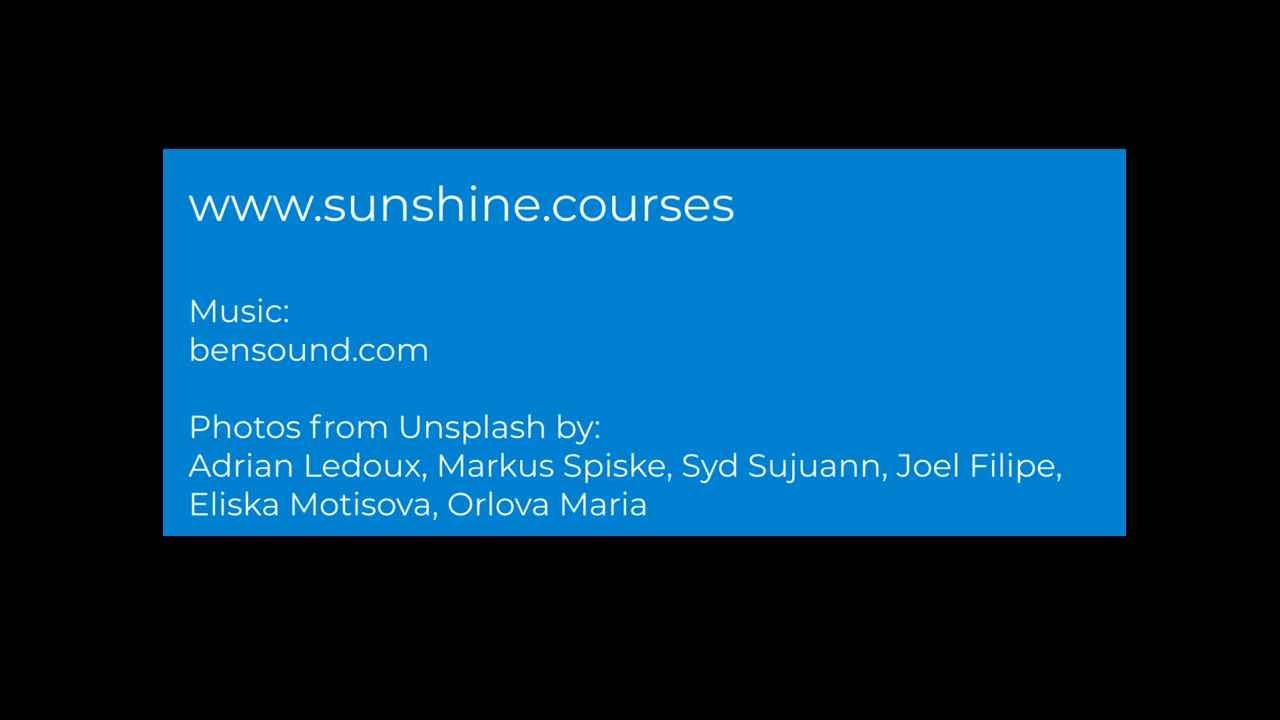 www.sunshine.courses
Music:
bensound.com
Photos from Unsplash by:
Adrian Ledoux, Markus Spiske, Syd Sujuann, Joel Filipe,
Eliska Motisova, Orlova Maria